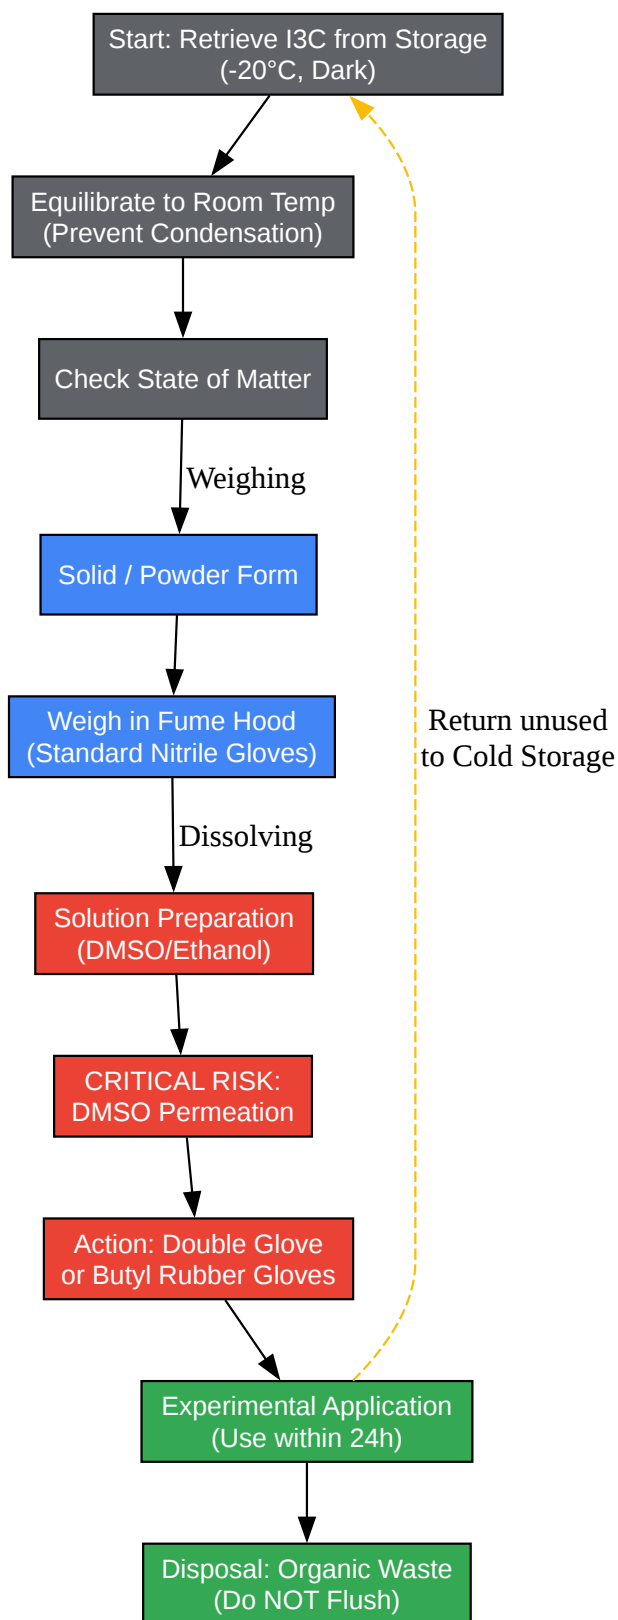 Start: Retrieve I3C from Storage
(-20°C, Dark)
Equilibrate to Room Temp
(Prevent Condensation)
Check State of Matter
Weighing
Solid / Powder Form
Weigh in Fume Hood
(Standard Nitrile Gloves)
Return unused
to Cold Storage
Dissolving
Solution Preparation
(DMSO/Ethanol)
CRITICAL RISK:
DMSO Permeation
Action: Double Glove
or Butyl Rubber Gloves
Experimental Application
(Use within 24h)
Disposal: Organic Waste
(Do NOT Flush)